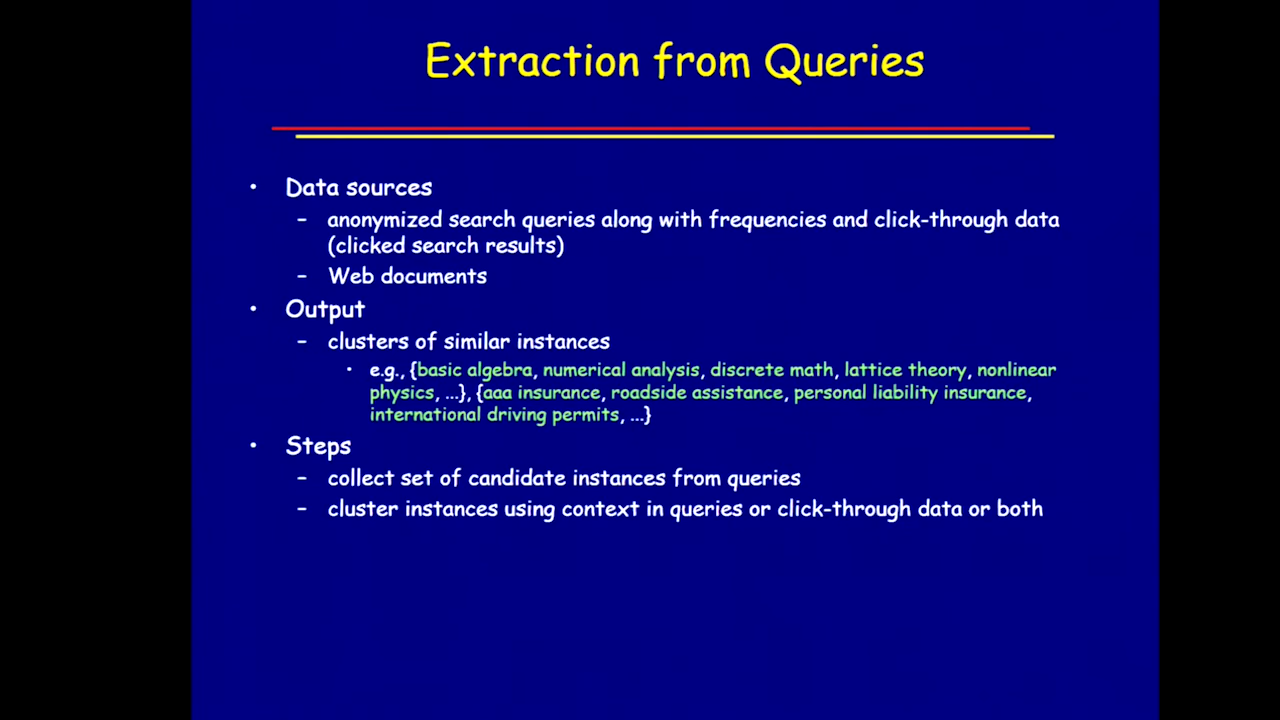 Extraction from Queries
• Data sources
– anonymized search queries along with frequencies and click-through data
(clicked search results)
– Web documents
• Output
– clusters of similar instances
• e.g., {basic algebra, numerical analysis, discrete math, lattice theory, nonlinear
physics, ...}, {aaa insurance, roadside assistance, personal liability insurance,
international driving permits, ...}
• Steps
– collect set of candidate instances from queries
– cluster instances using context in queries or click-through data or both